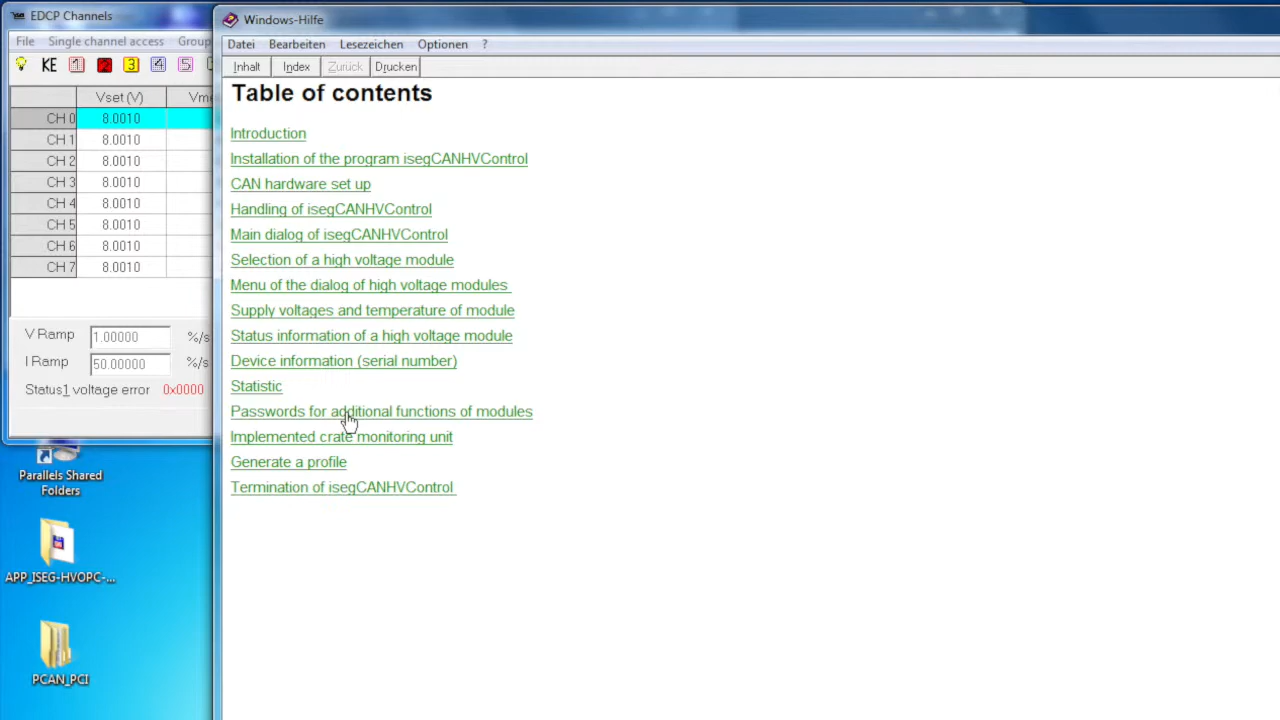 EDCP Channels
File Single channel access Group
KE 1 2 3 4 5
Vset (V) Vm
CH 0 8.0010
CH 1 8.0010
CH 2 8.0010
CH 3 8.0010
CH 4 8.0010
CH 5 8.0010
CH 6 8.0010
CH 7 8.0010
V Ramp 1.00000 %/s
I Ramp 50.00000 %/s
Status1 voltage error 0x0000
Parallels Shared
Folders
APP_ISEG-HVOPC-...
PCAN_PCI
Windows-Hilfe
Datei Bearbeiten Lesezeichen Optionen ?
Inhalt Index Zurück Drucken
Table of contents
Introduction
Installation of the program isegCANHVControl
CAN hardware set up
Handling of isegCANHVControl
Main dialog of isegCANHVControl
Selection of a high voltage module
Menu of the dialog of high voltage modules
Supply voltages and temperature of module
Status information of a high voltage module
Device information (serial number)
Statistic
Passwords for additional functions of modules
Implemented crate monitoring unit
Generate a profile
Termination of isegCANHVControl